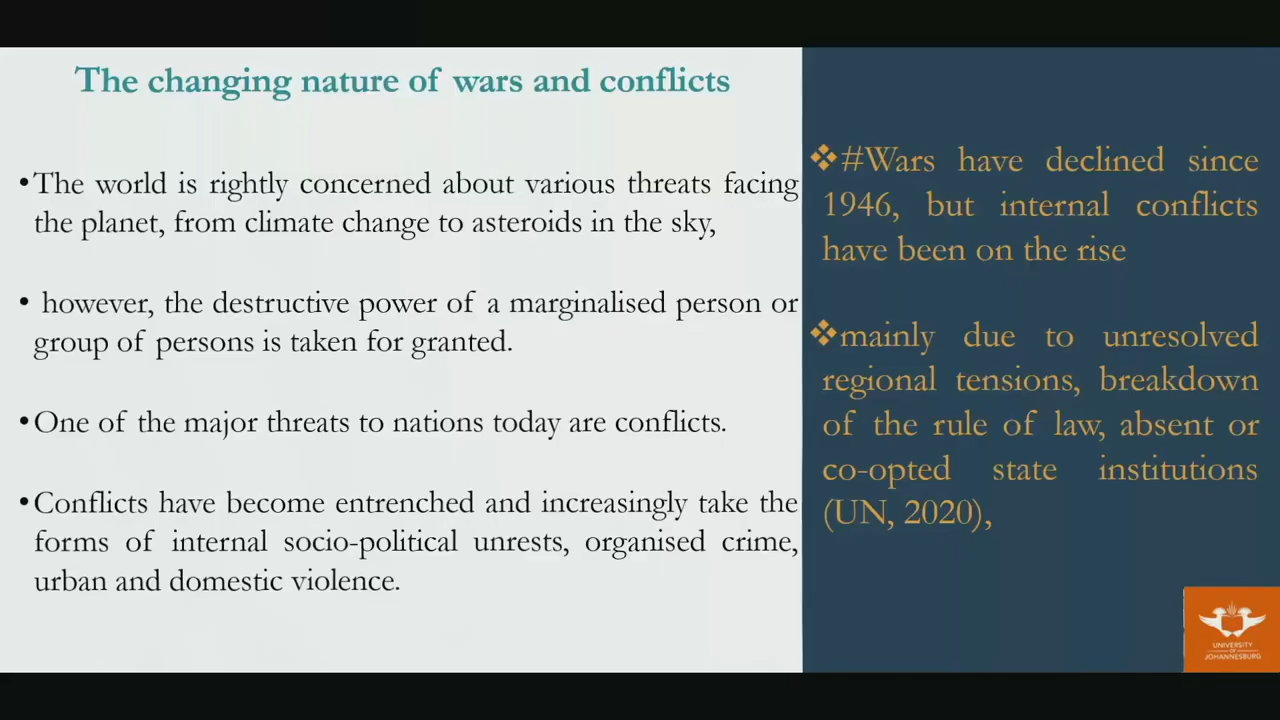 The changing nature of wars and conflicts
•The world is rightly concerned about various threats facing
the planet, from climate change to asteroids in the sky,
• however, the destructive power of a marginalised person or
group of persons is taken for granted.
•One of the major threats to nations today are conflicts.
•Conflicts have become entrenched and increasingly take the
forms of internal socio-political unrests, organised crime,
urban and domestic violence.
❖#Wars have declined since
1946, but internal conflicts
have been on the rise
❖mainly due to unresolved
regional tensions, breakdown
of the rule of law, absent or
co-opted state institutions
(UN, 2020),
UNIVERSITY
OF
JOHANNESBURG